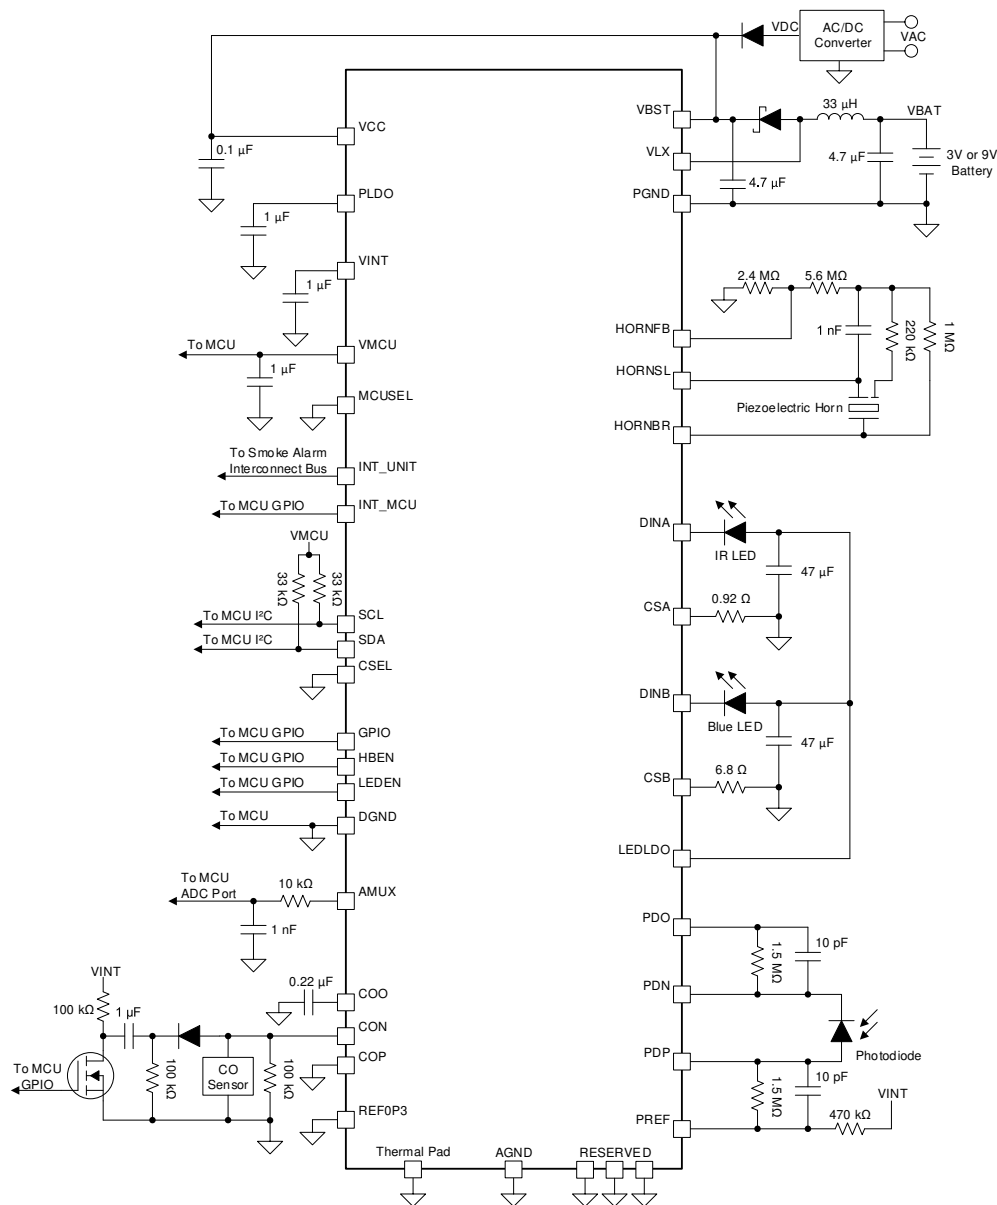 VDC
AC/DC
Converter
VAC
VBST
33 µH
VBAT
VCC
0.1 µF
VLX
4.7 µF
3V or 9V
Battery
4.7 µF
PLDO
PGND
1 µF
VINT
1 µF
2.4 MΩ
5.6 MΩ
HORNFB
1 nF
220 kΩ
1 MΩ
To MCU
VMCU
1 µF
HORNSL
MCUSEL
Piezoelectric Horn
HORNBR
To Smoke Alarm
Interconnect Bus
INT_UNIT
To MCU GPIO
INT_MCU
DINA
IR LED
47 µF
VMCU
33 kΩ
33 kΩ
CSA
0.92 Ω
To MCU I²C
SCL
To MCU I²C
SDA
CSEL
DINB
Blue LED
47 µF
To MCU GPIO
GPIO
To MCU GPIO
HBEN
To MCU GPIO
LEDEN
CSB
6.8 Ω
To MCU
DGND
LEDLDO
To MCU
ADC Port
10 kΩ
AMUX
1 nF
PDO
1.5 MΩ
10 pF
PDN
VINT
100 kΩ
1 µF
0.22 µF
COO
CON
COP
To MCU
GPIO
100 kΩ
CO
Sensor
100 kΩ
REF0P3
Photodiode
PDP
1.5 MΩ
10 pF
VINT
PREF
470 kΩ
Thermal Pad
AGND
RESERVED